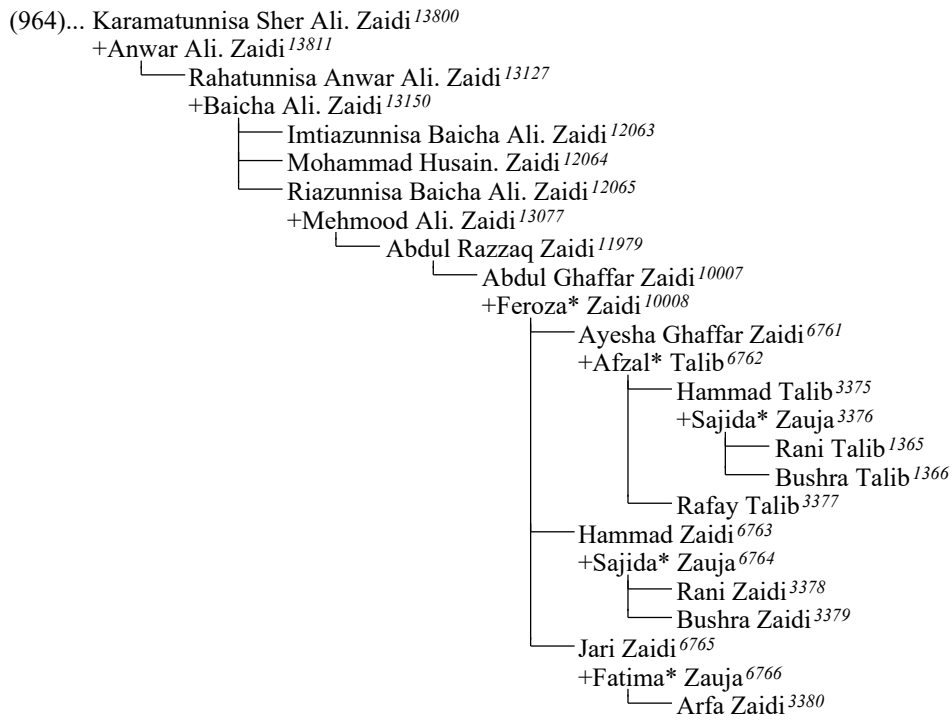 (964)... Karamatunnisa Sher Ali. Zaidi 13800
+Anwar Ali. Zaidi 13811
Rahatunnisa Anwar Ali. Zaidi 13127
+Baicha Ali. Zaidi 13150
Imtiazunnisa Baicha Ali. Zaidi 12063
Mohammad Husain. Zaidi 12064
Riazunnisa Baicha Ali. Zaidi 12065
+Mehmood Ali. Zaidi 13077
Abdul Razzaq Zaidi 11979
Abdul Ghaffar Zaidi 10007
+Feroza* Zaidi 10008
Ayesha Ghaffar Zaidi 6761
+Afzal* Talib 6762
Hammad Talib 3375
+Sajida* Zauja 3376
Rani Talib 1365
Bushra Talib 1366
Rafay Talib 3377
Hammad Zaidi 6763
+Sajida* Zauja 6764
Rani Zaidi 3378
Bushra Zaidi 3379
Jari Zaidi 6765
+Fatima* Zauja 6766
Arfa Zaidi 3380